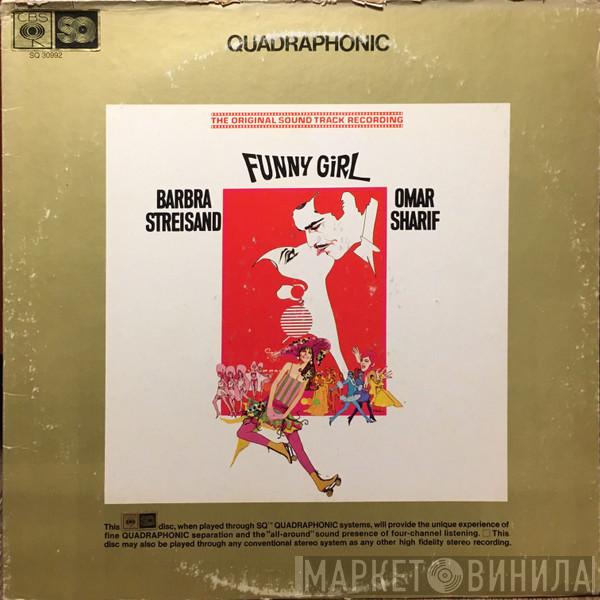 CBS SQ
SQ 30992
QUADRAPHONIC
THE ORIGINAL SOUND TRACK RECORDING
FUNNY GiRL
BARBRA STREISAND
OMAR SHARIF
This disc, when played through SQ™ QUADRAPHONIC systems, will provide the unique experience of
fine QUADRAPHONIC separation and the "all-around" sound presence of four-channel listening. This
disc may also be played through any conventional stereo system as any other high fidelity stereo recording.
МАРКЕТ ВИНИЛА